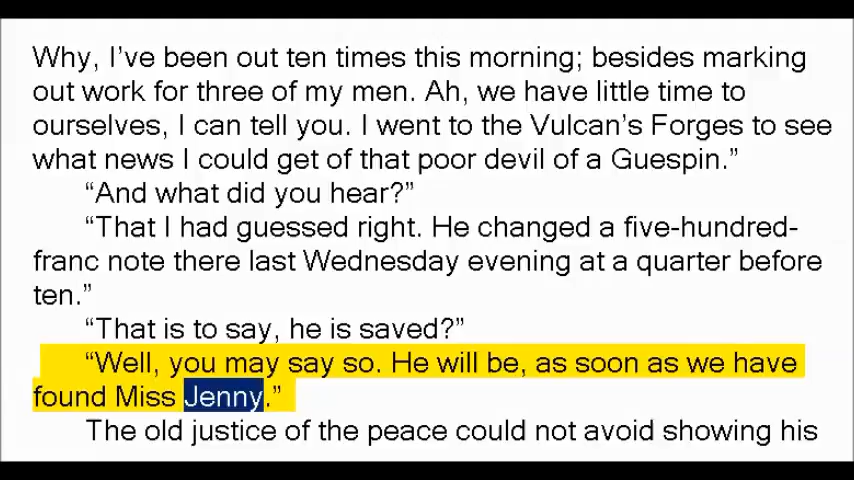 Why, I’ve been out ten times this morning; besides marking
out work for three of my men. Ah, we have little time to
ourselves, I can tell you. I went to the Vulcan’s Forges to see
what news I could get of that poor devil of a Guespin.”
“And what did you hear?”
“That I had guessed right. He changed a five-hundred-
franc note there last Wednesday evening at a quarter before
ten.”
“That is to say, he is saved?”
“Well, you may say so. He will be, as soon as we have
found Miss Jenny.”
The old justice of the peace could not avoid showing his